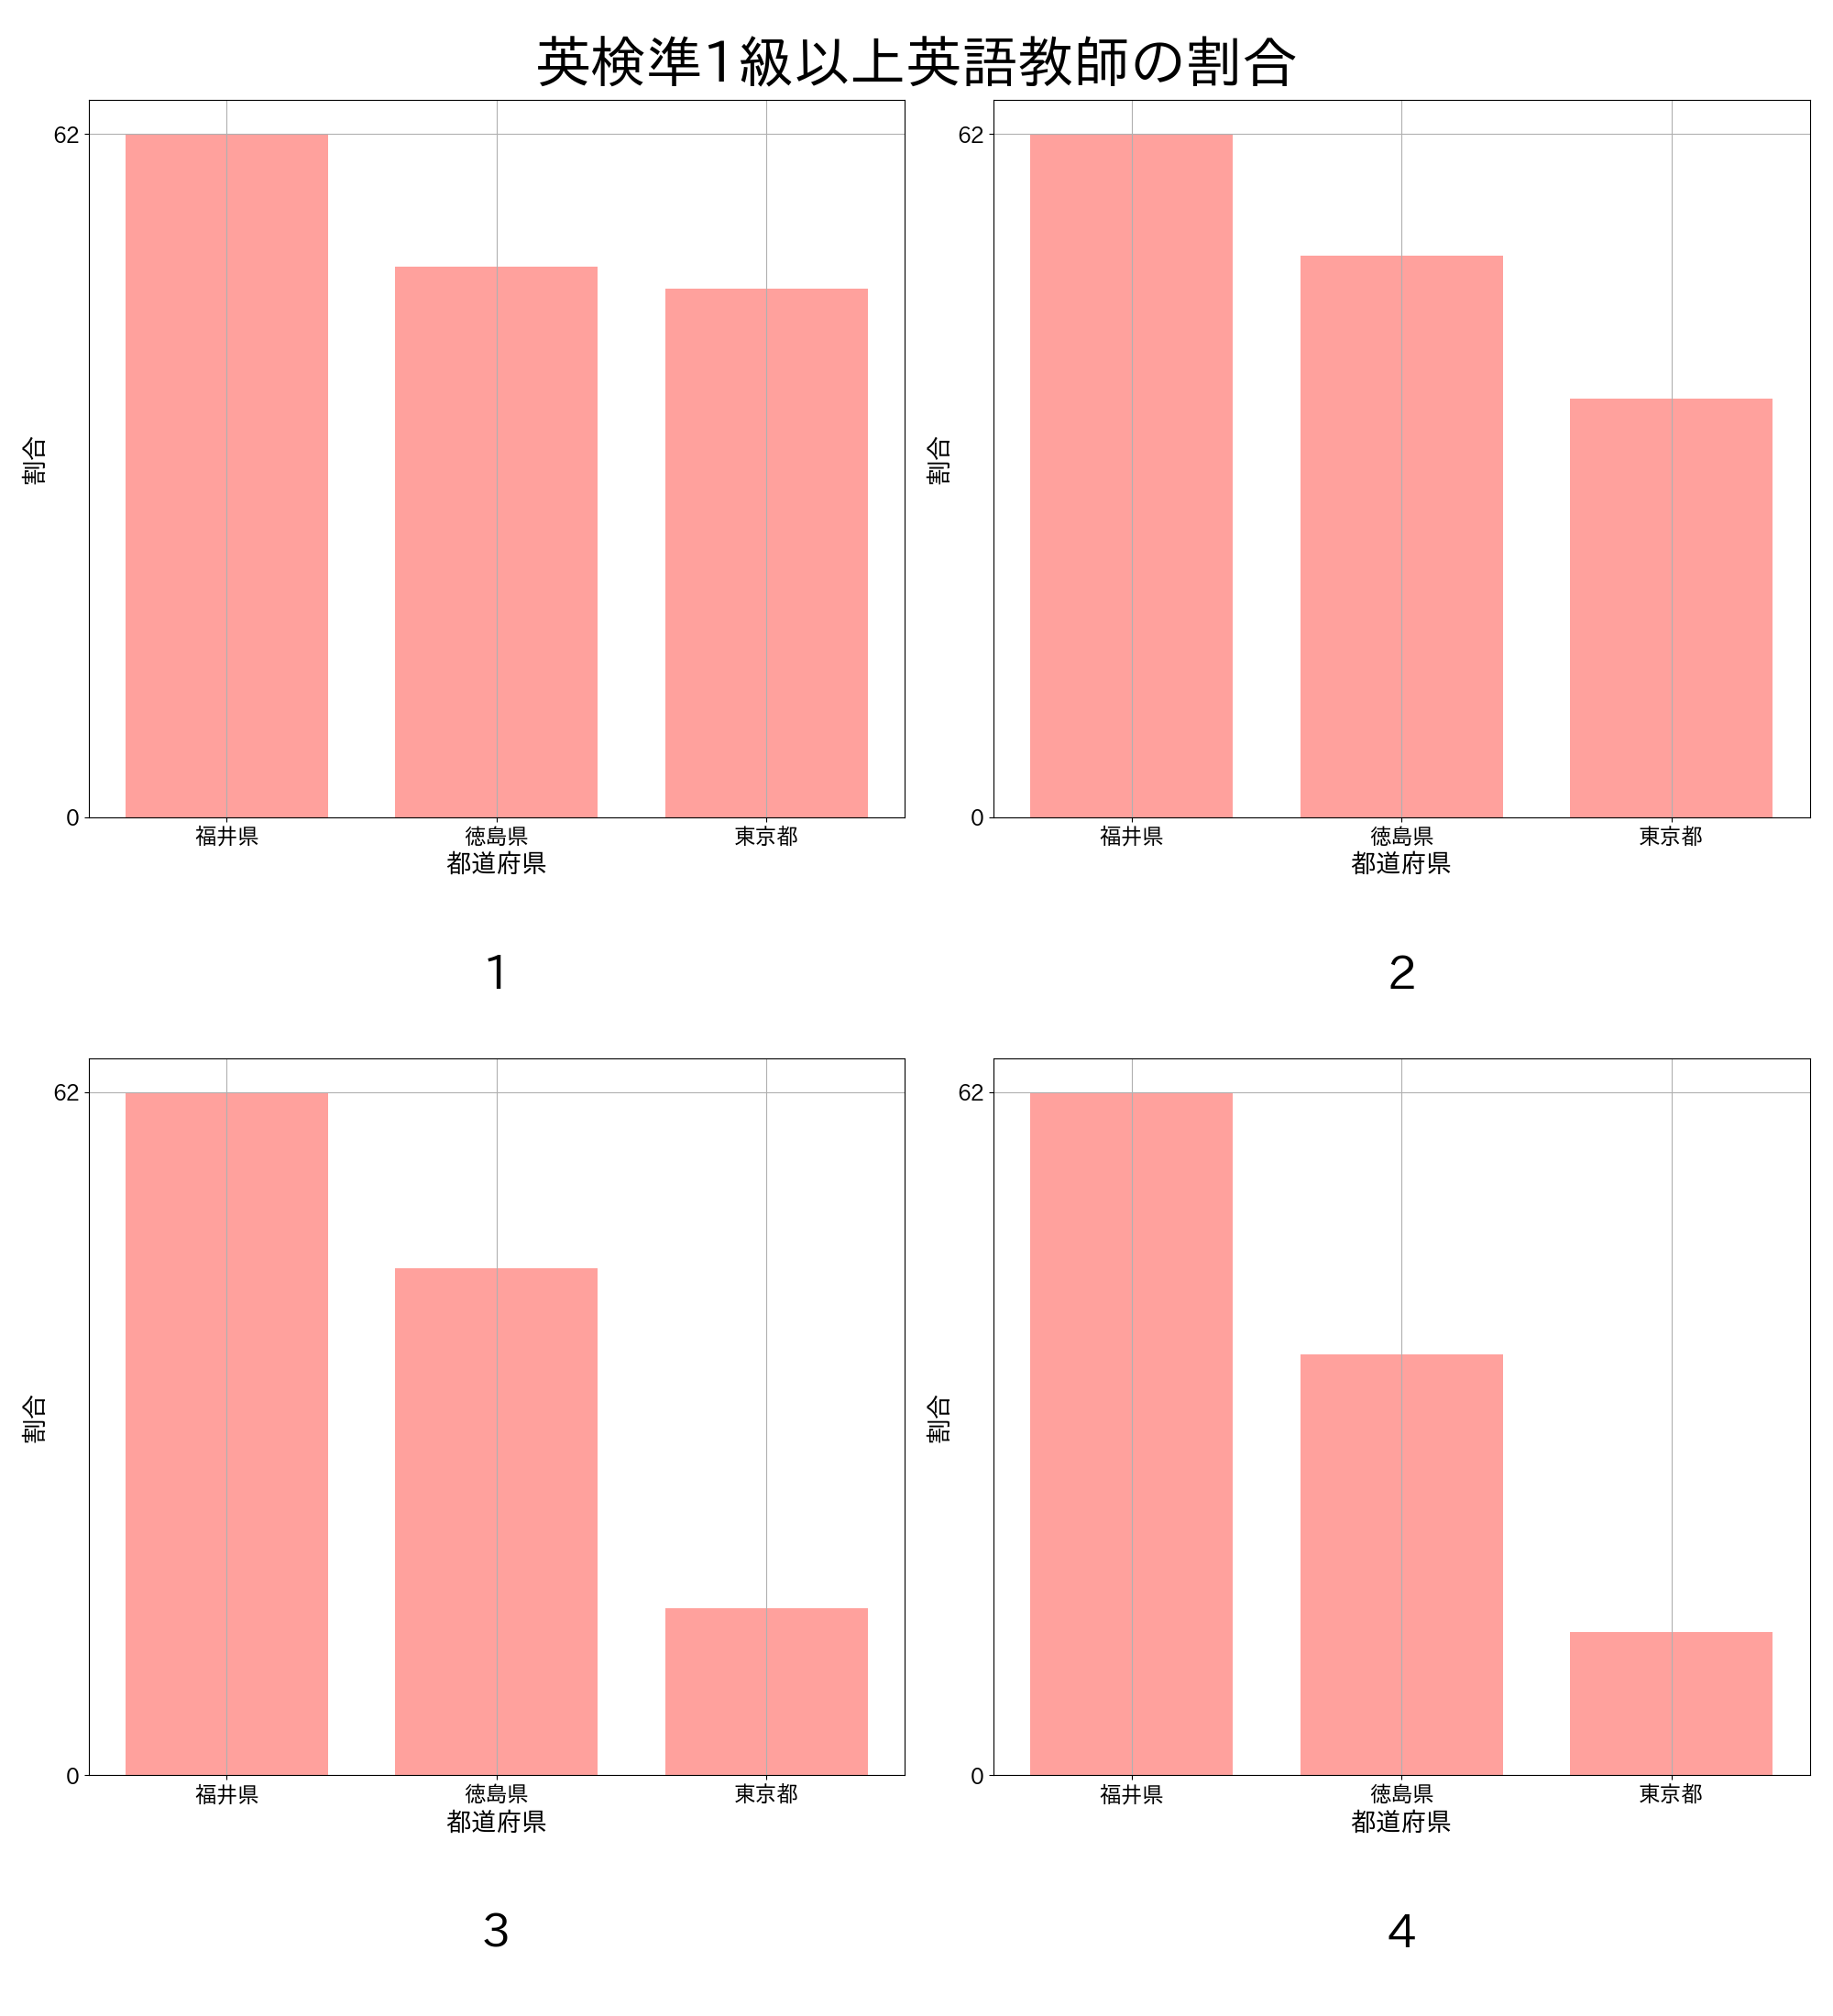 英検準1級以上英語教師の割合
62
割合
0
福井県 徳島県 東京都
都道府県
1
62
割合
0
福井県 徳島県 東京都
都道府県
2
62
割合
0
福井県 徳島県 東京都
都道府県
3
62
割合
0
福井県 徳島県 東京都
都道府県
4